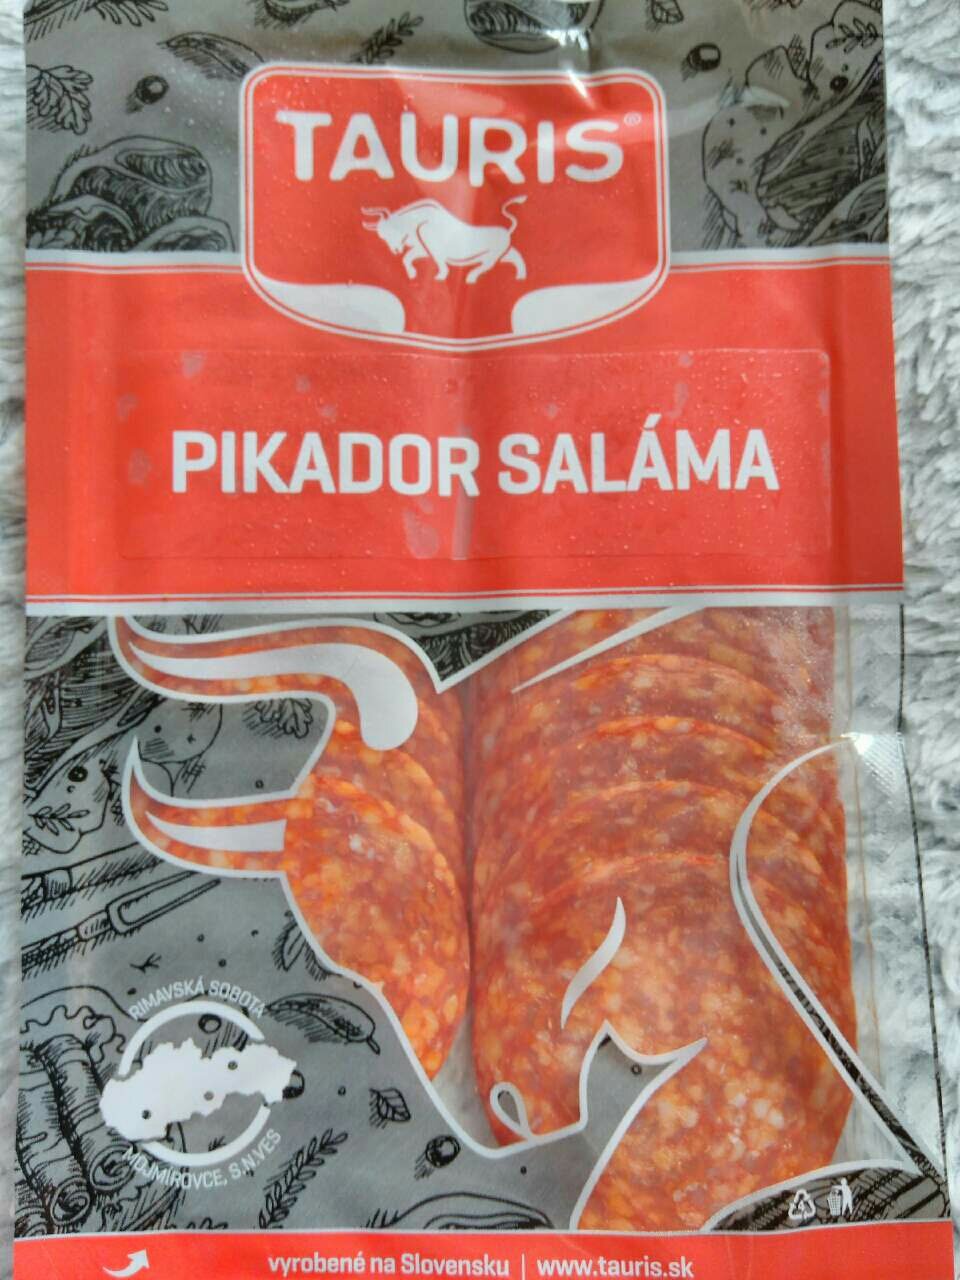 TAURIS®
PIKADOR SALÁMA
RIMAVSKÁ SOBOTA
MOJMÍROVCE, S.N.VES
vyrobené na Slovensku | www.tauris.sk